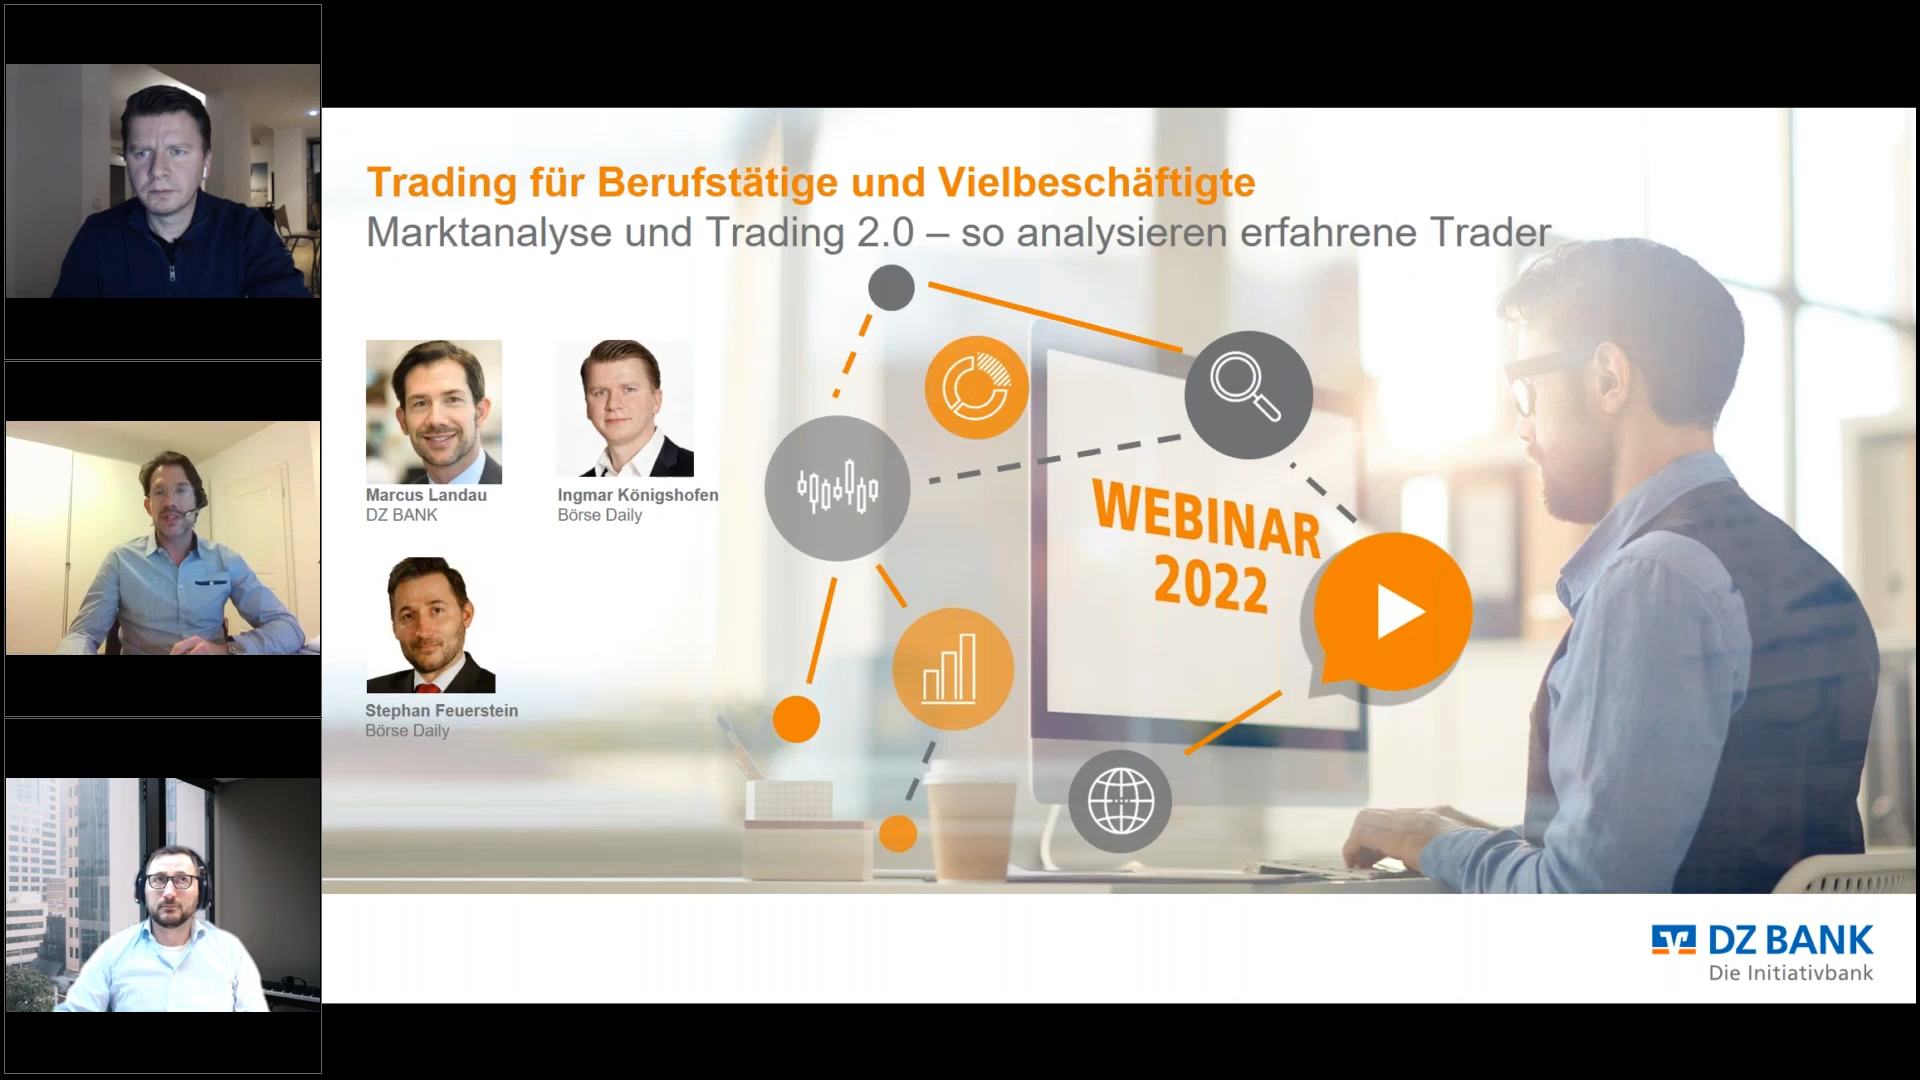 Trading für Berufstätige und Vielbeschäftigte
Marktanalyse und Trading 2.0 – so analysieren erfahrene Trader
Marcus Landau
DZ BANK
Ingmar Königshofen
Börse Daily
Stephan Feuerstein
Börse Daily
WEBINAR
2022
DZ BANK
Die Initiativbank